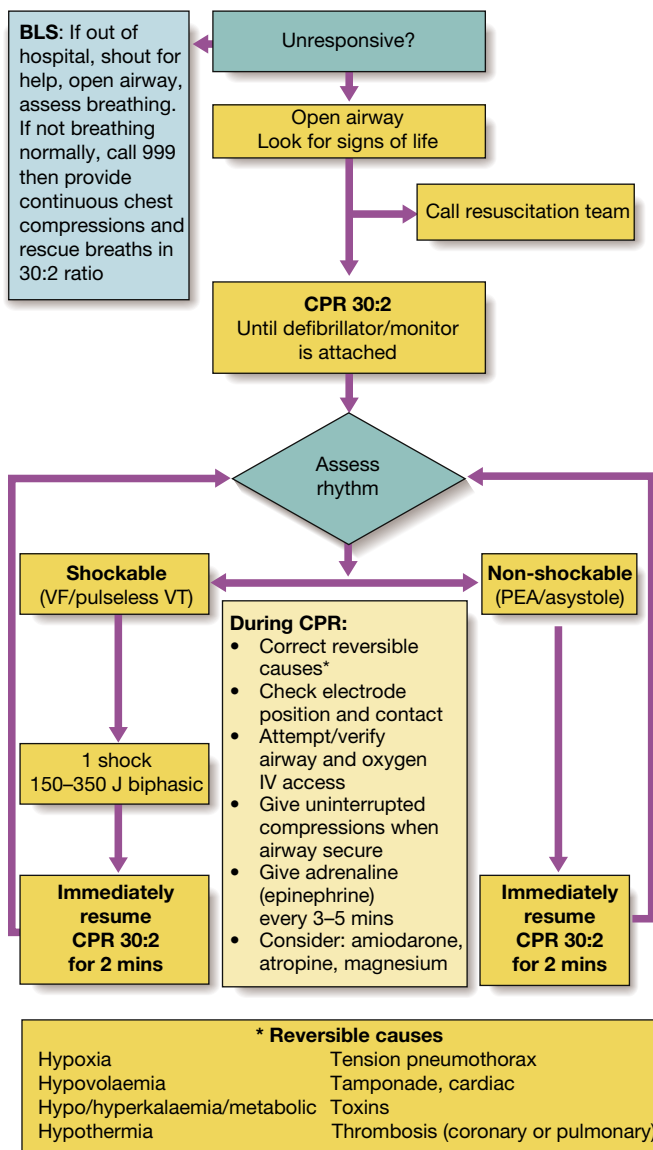 BLS: If out of
hospital, shout for
help, open airway,
assess breathing.
If not breathing
normally, call 999
then provide
continuous chest
compressions and
rescue breaths in
30:2 ratio
Unresponsive?
Open airway
Look for signs of life
Call resuscitation team
CPR 30:2
Until defibrillator/monitor
is attached
Assess
rhythm
Shockable
(VF/pulseless VT)
1 shock
150–350 J biphasic
Immediately
resume
CPR 30:2
for 2 mins
During CPR:
• Correct reversible
causes*
• Check electrode
position and contact
• Attempt/verify
airway and oxygen
IV access
• Give uninterrupted
compressions when
airway secure
• Give adrenaline
(epinephrine)
every 3–5 mins
• Consider: amiodarone,
atropine, magnesium
Non-shockable
(PEA/asystole)
Immediately
resume
CPR 30:2
for 2 mins
* Reversible causes
Hypoxia Tension pneumothorax
Hypovolaemia Tamponade, cardiac
Hypo/hyperkalaemia/metabolic Toxins
Hypothermia Thrombosis (coronary or pulmonary)